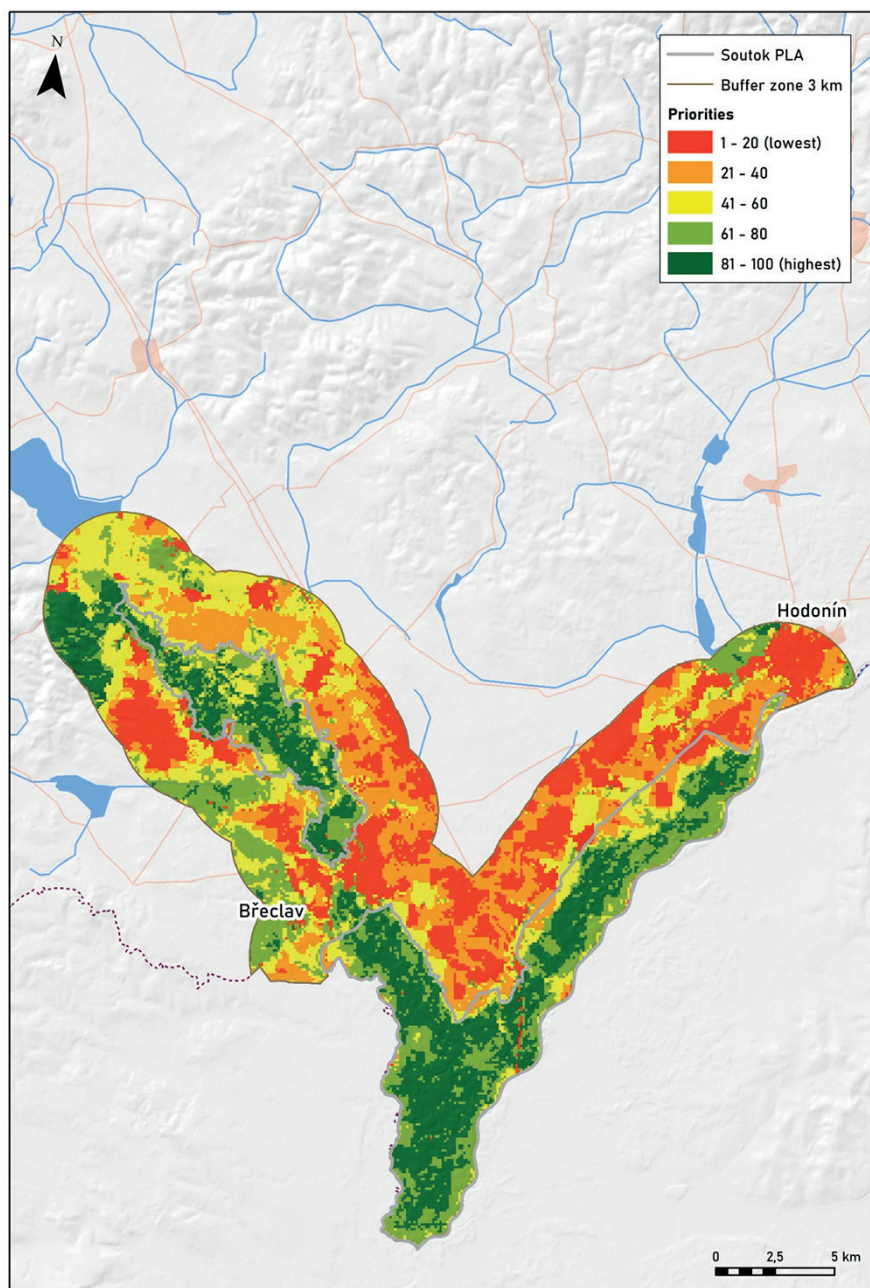 N
Soutok PLA
Buffer zone 3 km
Priorities
1 - 20 (lowest)
21 - 40
41 - 60
61 - 80
81 - 100 (highest)
Hodonín
Břeclav
0 2,5 5 km